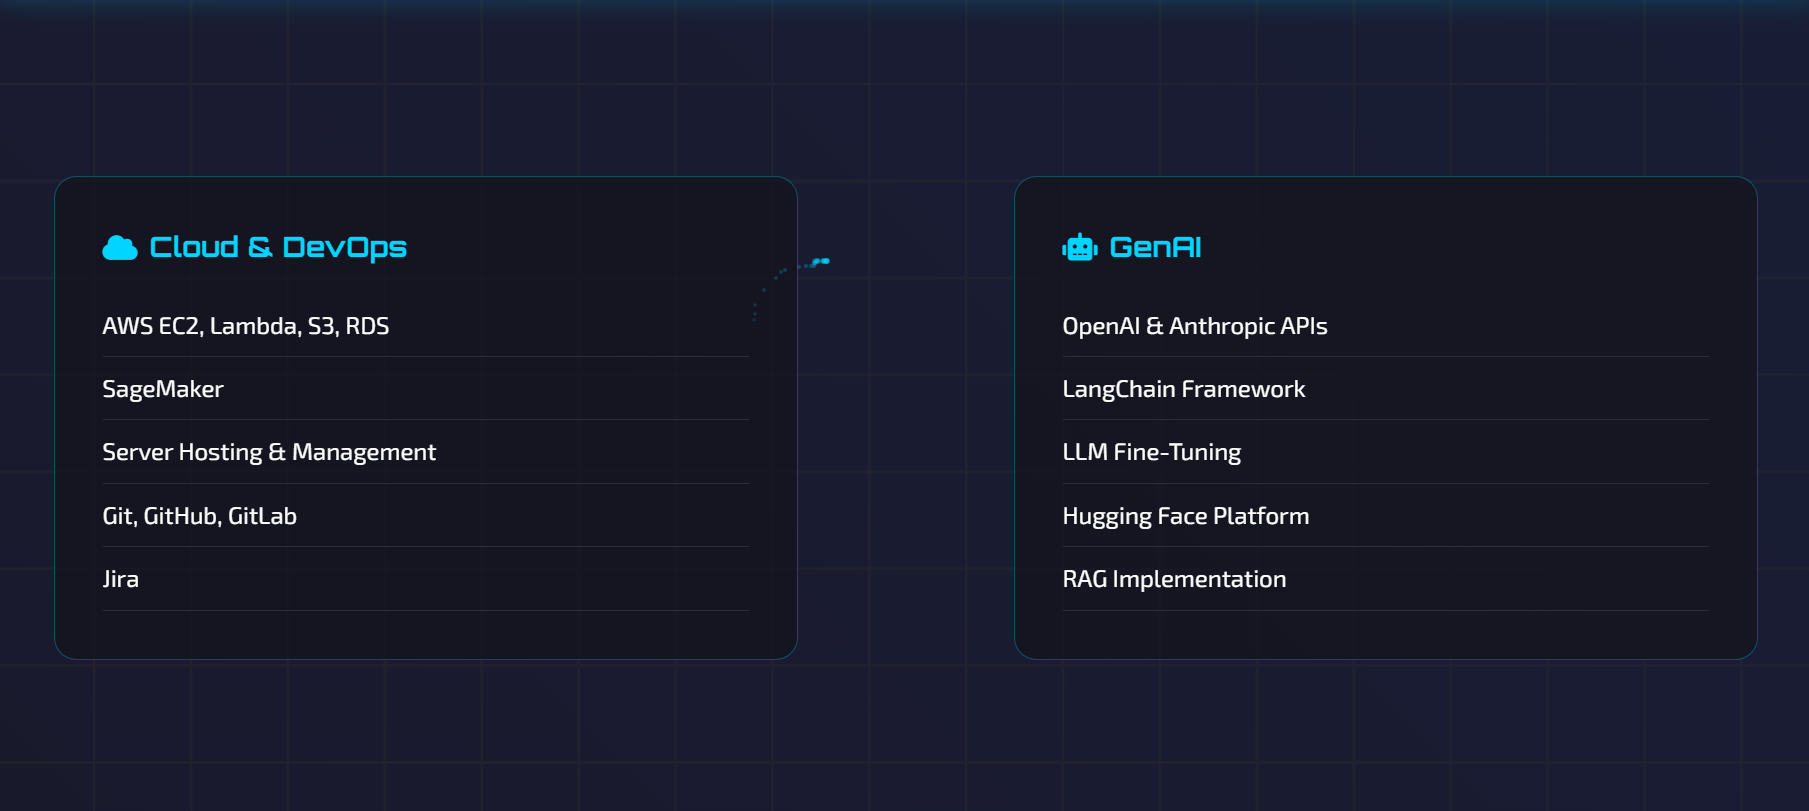 Cloud & DevOps
AWS EC2, Lambda, S3, RDS
SageMaker
Server Hosting & Management
Git, GitHub, GitLab
Jira
GenAI
OpenAI & Anthropic APIs
LangChain Framework
LLM Fine-Tuning
Hugging Face Platform
RAG Implementation